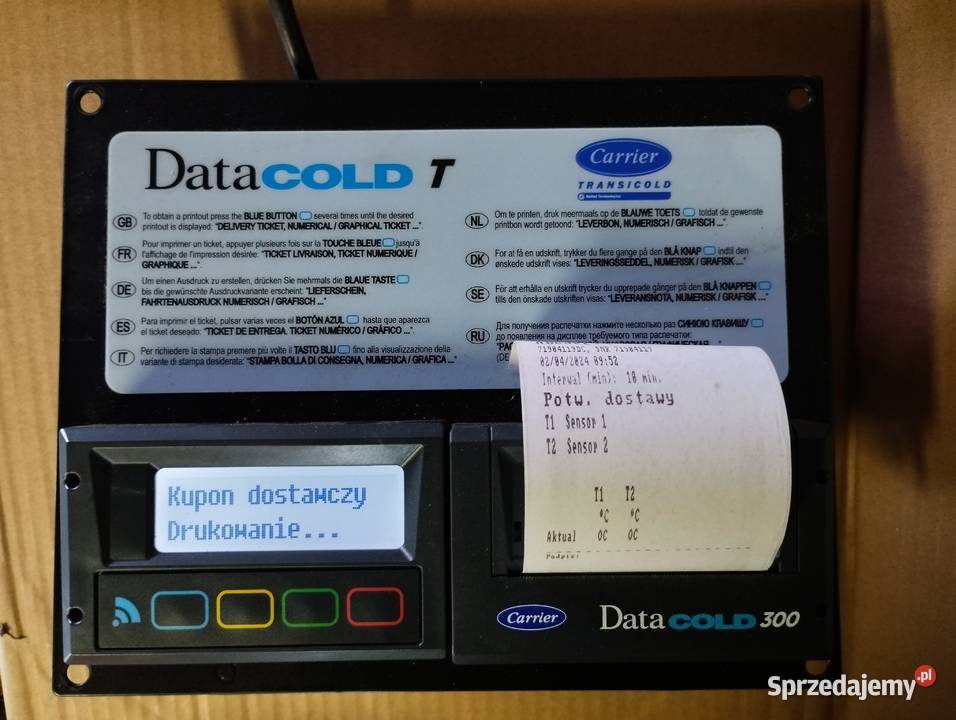 DataCOLD T
Carrier
TRANSICOLD
GB
To obtain a printout press the BLUE BUTTON several times until the desired
printout is displayed: "DELIVERY TICKET, NUMERICAL / GRAPHICAL TICKET ...".
FR
Pour imprimer un ticket, appuyer plusieurs fois sur la TOUCHE BLEUE jusqu'à
l'affichage de l'impression désirée: "TICKET LIVRAISON, TICKET NUMERIQUE /
GRAPHIQUE ...".
DE
Um einen Ausdruck zu erstellen, drücken Sie mehrmals die BLAUE TASTE
bis die gewünschte Ausdruckvariante erscheint: "LIEFERSCHEIN,
FAHRTENAUSDRUCK NUMERISCH / GRAFISCH ..."
ES
Para imprimir el ticket, pulsar varias veces el BOTÓN AZUL hasta que aparezca
el ticket deseado: "TICKET DE ENTREGA, TICKET NUMÉRICO / GRÁFICO ...".
IT
Per richiedere la stampa premere più volte il TASTO BLU fino alla visualizzazione della
variante di stampa desiderata: "STAMPA BOLLA DI CONSEGNA, NUMERICA / GRAFICA ...".
NL
Om te printen, druk meermaals op de BLAUWE TOETS totdat de gewenste
printbon wordt getoond: "LEVERBON, NUMERISCH / GRAFISCH ...".
DK
For at få en udskrift, trykker du flere gange på den BLÅ KNAP indtil den
ønskede udskrift vises: "LEVERINGSSEDDEL, NUMERISK / GRAFISK ...".
SE
För att erhålla en utskrift trycker du upprepade gånger på den BLÅ KNAPPEN
tills den önskade utskriften visas: "LEVERANSNOTA, NUMERISK / GRAFISK ...".
RU
Для получения распечатки нажмите несколько раз СИНЮЮ КЛАВИШУ
до появления на дисплее требуемого типа распечатки:
02/04/2024 09:52
Interval (min): 10 min.
Potw. dostawy
T1 Sensor 1
T2 Sensor 2
T1 T2
°C °C
Aktual OC OC
Podpis:
Kupon dostawczy
Drukowanie...
Carrier
DataCOLD 300
Sprzedajemy.pl